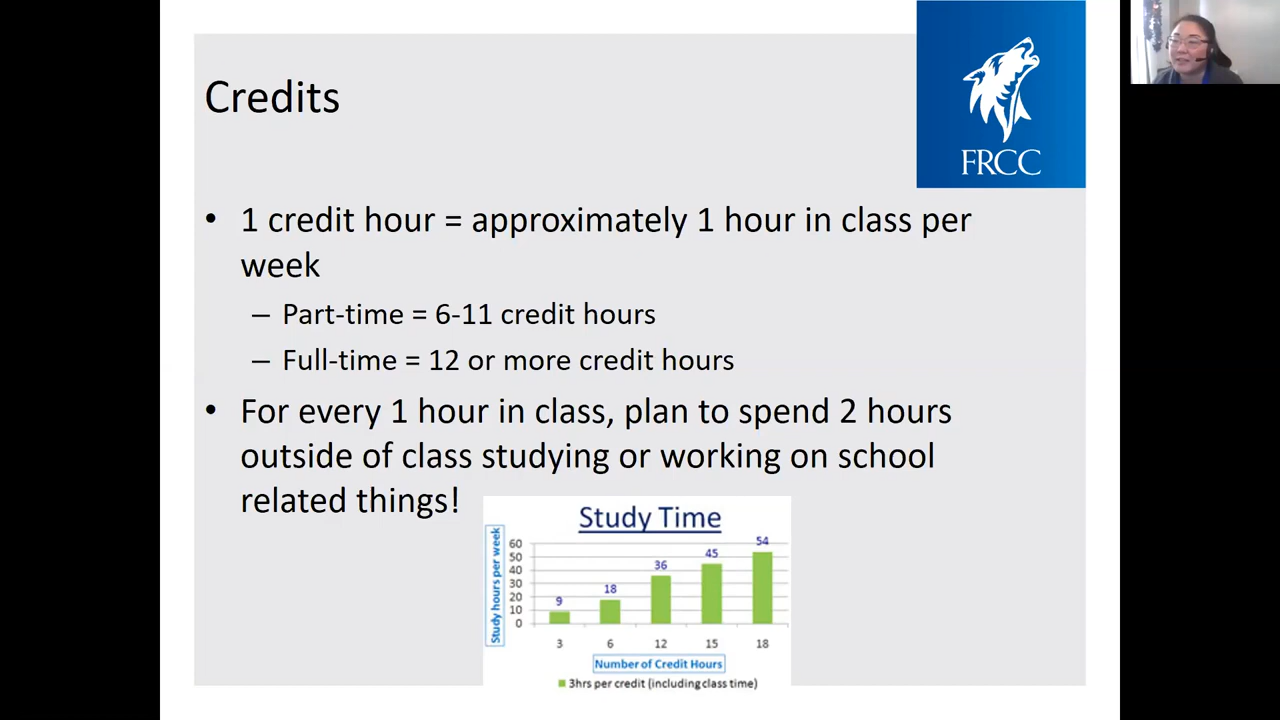 Credits
FRCC
• 1 credit hour = approximately 1 hour in class per
week
– Part-time = 6-11 credit hours
– Full-time = 12 or more credit hours
• For every 1 hour in class, plan to spend 2 hours
outside of class studying or working on school
related things!
Study Time
Study hours per week
60
50
40
30
20
10
0
9
18
36
45
54
3
6
12
15
18
Number of Credit Hours
3hrs per credit (including class time)